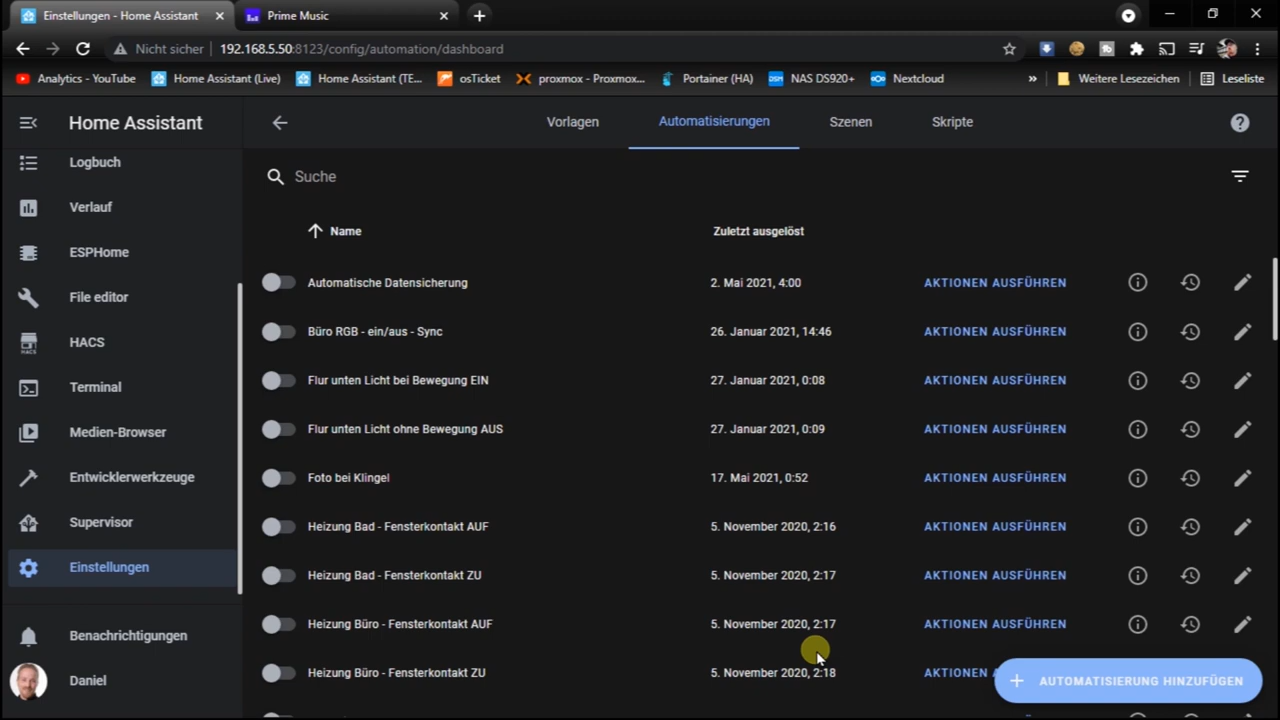 Einstellungen - Home Assistant
Prime Music
Nicht sicher
192.168.5.50:8123/config/automation/dashboard
Analytics - YouTube
Home Assistant (Live)
Home Assistant (TE...
osTicket
proxmox - Proxmox...
Portainer (HA)
NAS DS920+
Nextcloud
»
Weitere Lesezeichen
Leseliste
Home Assistant
Vorlagen
Automatisierungen
Szenen
Skripte
Logbuch
Verlauf
ESPHome
File editor
HACS
Terminal
Medien-Browser
Entwicklerwerkzeuge
Supervisor
Einstellungen
Benachrichtigungen
Daniel
Suche
Name
Zuletzt ausgelöst
Automatische Datensicherung 2. Mai 2021, 4:00 AKTIONEN AUSFÜHREN
Büro RGB - ein/aus - Sync 26. Januar 2021, 14:46 AKTIONEN AUSFÜHREN
Flur unten Licht bei Bewegung EIN 27. Januar 2021, 0:08 AKTIONEN AUSFÜHREN
Flur unten Licht ohne Bewegung AUS 27. Januar 2021, 0:09 AKTIONEN AUSFÜHREN
Foto bei Klingel 17. Mai 2021, 0:52 AKTIONEN AUSFÜHREN
Heizung Bad - Fensterkontakt AUF 5. November 2020, 2:16 AKTIONEN AUSFÜHREN
Heizung Bad - Fensterkontakt ZU 5. November 2020, 2:17 AKTIONEN AUSFÜHREN
Heizung Büro - Fensterkontakt AUF 5. November 2020, 2:17 AKTIONEN AUSFÜHREN
Heizung Büro - Fensterkontakt ZU 5. November 2020, 2:18 AKTIONEN
+ AUTOMATISIERUNG HINZUFÜGEN